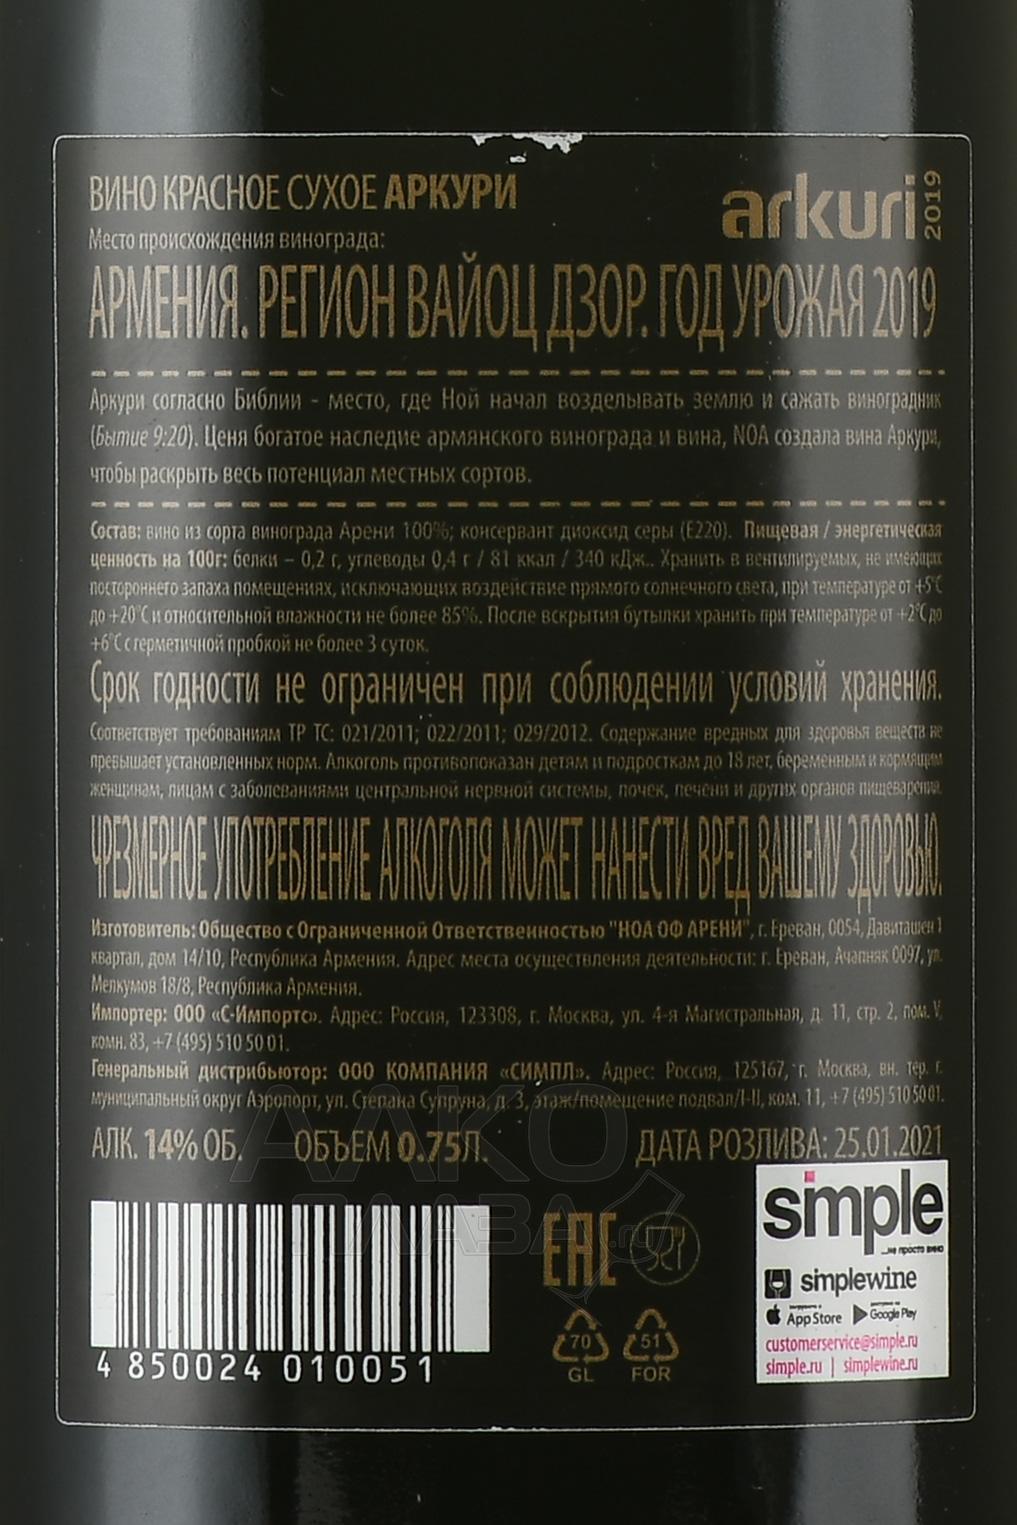 ВИНО КРАСНОЕ СУХОЕ АРКУРИ
arkuri 2019
Место происхождения винограда:
АРМЕНИЯ. РЕГИОН ВАЙОЦ ДЗОР. ГОД УРОЖАЯ 2019
Аркури согласно Библии - место, где Ной начал возделывать землю и сажать виноградник
(Бытие 9:20). Ценя богатое наследие армянского винограда и вина, NOA создала вина Аркури,
чтобы раскрыть весь потенциал местных сортов.
Состав: вино из сорта винограда Арени 100%; консервант диоксид серы (E220). Пищевая / энергетическая
ценность на 100г: белки – 0,2 г, углеводы 0,4 г / 81 ккал / 340 кДж.. Хранить в вентилируемых, не имеющих
постороннего запаха помещениях, исключающих воздействие прямого солнечного света, при температуре от +5°С
до +20°С и относительной влажности не более 85%. После вскрытия бутылки хранить при температуре от +2°С до
+6°С с герметичной пробкой не более 3 суток.
Срок годности не ограничен при соблюдении условий хранения.
Соответствует требованиям ТР ТС: 021/2011; 022/2011; 029/2012. Содержание вредных для здоровья веществ не
превышает установленных норм. Алкоголь противопоказан детям и подросткам до 18 лет, беременным и кормящим
женщинам, лицам с заболеваниями центральной нервной системы, почек, печени и других органов пищеварения.
ЧРЕЗМЕРНОЕ УПОТРЕБЛЕНИЕ АЛКОГОЛЯ МОЖЕТ НАНЕСТИ ВРЕД ВАШЕМУ ЗДОРОВЬЮ.
Изготовитель: Общество с Ограниченной Ответственностью "НОА ОФ АРЕНИ", г. Ереван, 0054, Давиташен 1
квартал, дом 14/10, Республика Армения. Адрес места осуществления деятельности: г. Ереван, Ачапняк 0097, ул.
Мелкумов 18/8, Республика Армения.
Импортер: ООО «С-Импортс». Адрес: Россия, 123308, г. Москва, ул. 4-я Магистральная, д. 11, стр. 2, пом. V,
комн. 83, +7 (495) 510 50 01.
Генеральный дистрибьютор: ООО КОМПАНИЯ «СИМПЛ». Адрес: Россия, 125167, г. Москва, вн. тер. г.
муниципальный округ Аэропорт, ул. Степана Супруна, д. 3, этаж/помещение подвал/I-II, ком. 11, +7 (495) 510 50 01.
АЛК. 14% ОБ. ОБЪЕМ 0.75Л. ДАТА РОЗЛИВА: 25.01.2021
АЛКО
ПЛАЗА.ru
EAC
simple
...не просто вино
simplewine
загрузите в App Store доступно на Google Play
customerservice@simple.ru
simple.ru | simplewine.ru
4 850024 010051
70 51
GL FOR